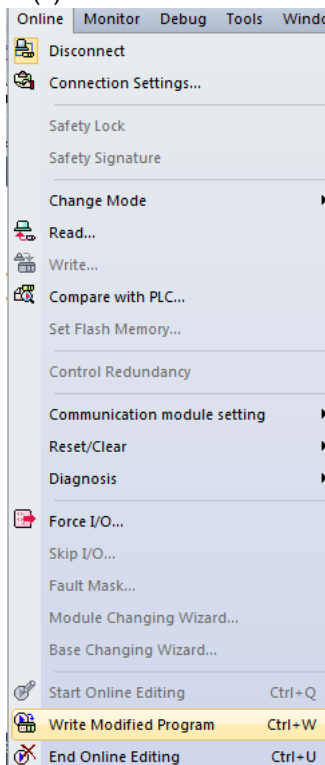 Online Monitor Debug Tools
Disconnect
Connection Settings...
Safety Lock
Safety Signature
Change Mode
Read...
Write...
Compare with PLC...
Set Flash Memory...
Control Redundancy
Communication module setting
Reset/Clear
Diagnosis
Force I/O...
Skip I/O...
Fault Mask...
Module Changing Wizard...
Base Changing Wizard...
Start Online Editing Ctrl+Q
Write Modified Program Ctrl+W
End Online Editing Ctrl+U